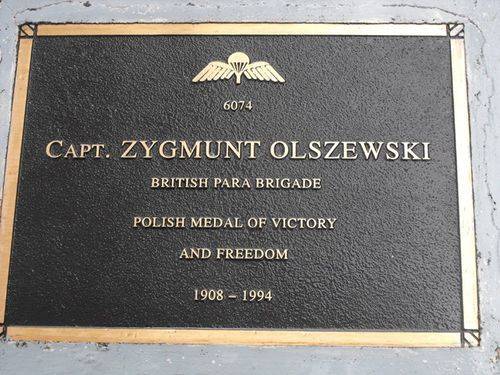 6074
CAPT. ZYGMUNT OLSZEWSKI
BRITISH PARA BRIGADE
POLISH MEDAL OF VICTORY
AND FREEDOM
1908 – 1994